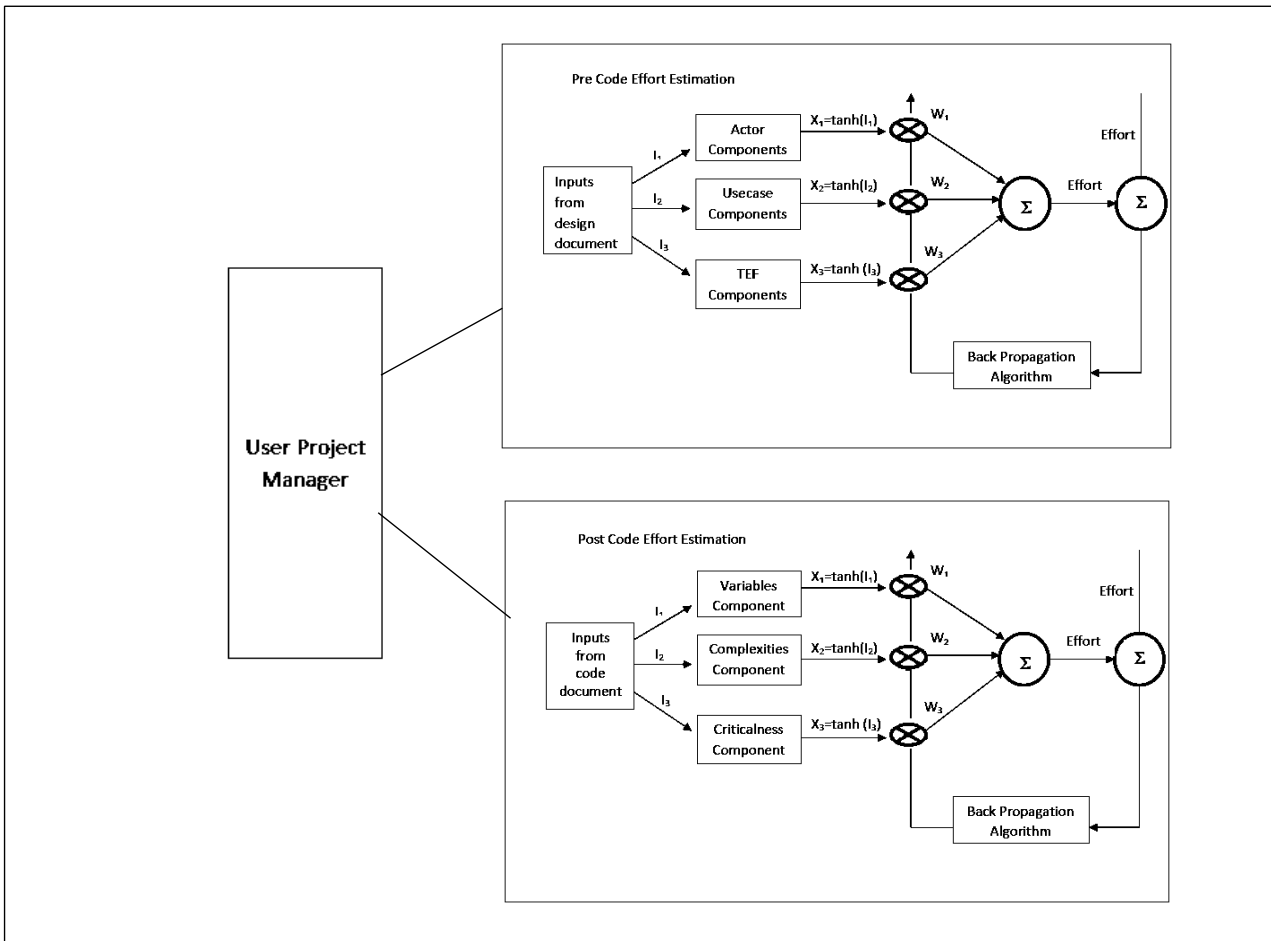 Pre Code Effort Estimation
X₁=tanh(I₁)
W₁
Actor
Components
Effort
I₁
Inputs
from
design
document
I₂
Usecase
Components
X₂=tanh(I₂)
W₂
Σ
Effort
Σ
I₃
W₃
TEF
Components
X₃=tanh (I₃)
Back Propagation
Algorithm
User Project
Manager
Post Code Effort Estimation
X₁=tanh(I₁)
W₁
Variables
Component
Effort
I₁
Inputs
from
code
document
I₂
Complexities
Component
X₂=tanh(I₂)
W₂
Σ
Effort
Σ
I₃
W₃
Criticalness
Component
X₃=tanh (I₃)
Back Propagation
Algorithm